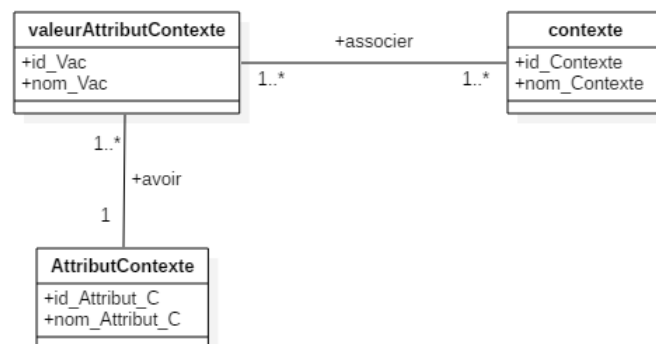 valeurAttributContexte
+id_Vac
+nom_Vac
+associer
1..*
1..*
contexte
+id_Contexte
+nom_Contexte
1..*
+avoir
1
AttributContexte
+id_Attribut_C
+nom_Attribut_C